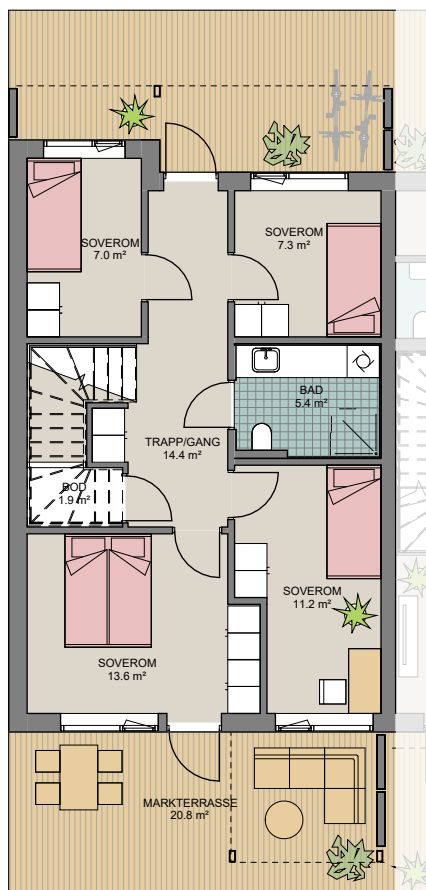 SOVEROM
7.0 m²
SOVEROM
7.3 m²
BAD
5.4 m²
TRAPP/GANG
14.4 m²
BOD
1.9 m²
SOVEROM
11.2 m²
SOVEROM
13.6 m²
MARKTERRASSE
20.8 m²